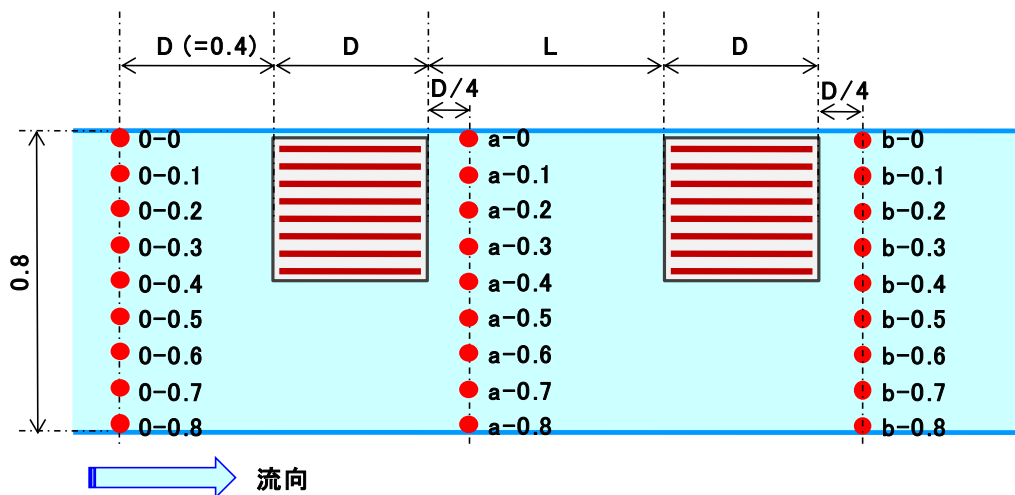 D（=0.4） D L D
D/4 D/4
0-0 a-0 b-0
0-0.1 a-0.1 b-0.1
0-0.2 a-0.2 b-0.2
0-0.3 a-0.3 b-0.3
0.8
0-0.4 a-0.4 b-0.4
0-0.5 a-0.5 b-0.5
0-0.6 a-0.6 b-0.6
0-0.7 a-0.7 b-0.7
0-0.8 a-0.8 b-0.8
流向